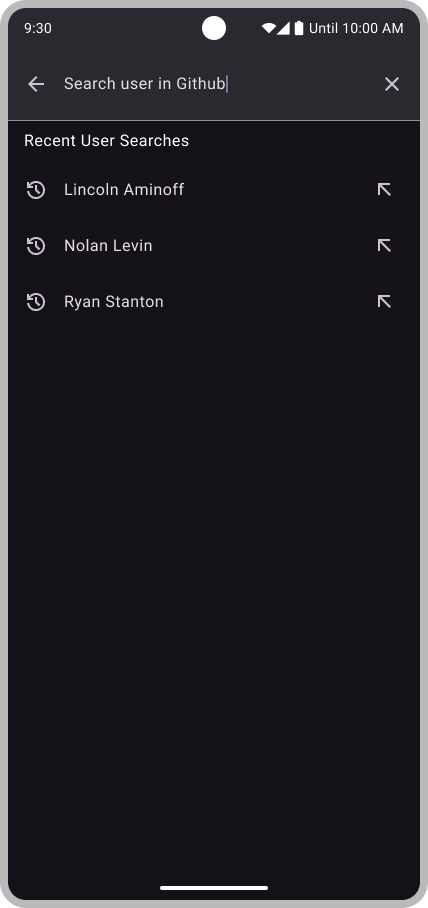 9:30
Until 10:00 AM
Search user in Github
Recent User Searches
Lincoln Aminoff
Nolan Levin
Ryan Stanton